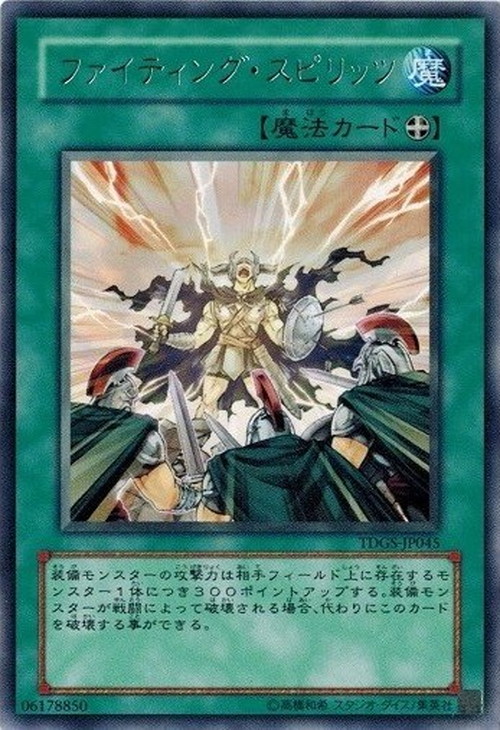 ファイティング・スピリッツ 魔
【魔法カード】
TDGS-JP045
装備モンスターの攻撃力は相手フィールド上に存在するモ
ンスター1体につき300ポイントアップする。装備モンス
ターが戦闘によって破壊される場合、代わりにこのカード
を破壊する事ができる。
06178850 ©高橋和希 スタジオ・ダイス/集英社